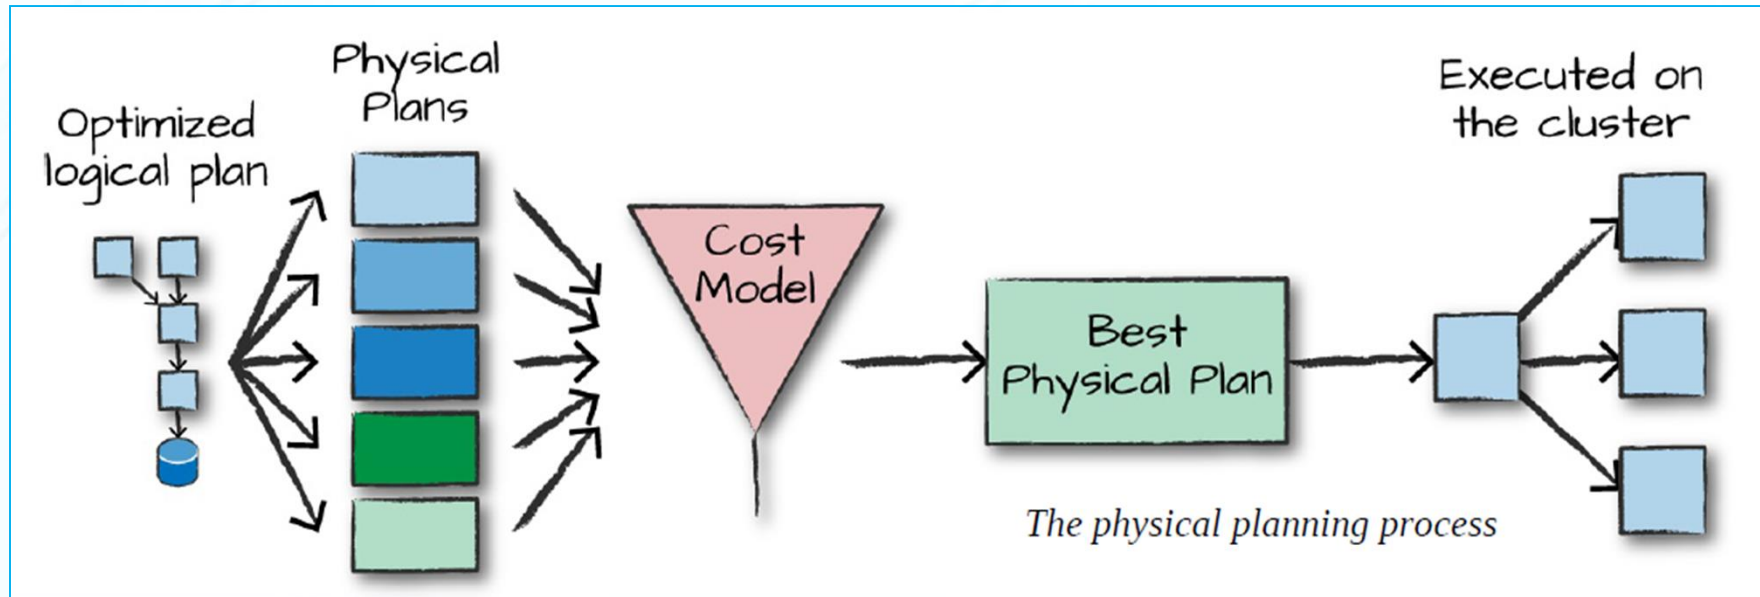 Optimized
logical plan
Physical
Plans
Cost
Model
Best
Physical Plan
Executed on
the cluster
The physical planning process